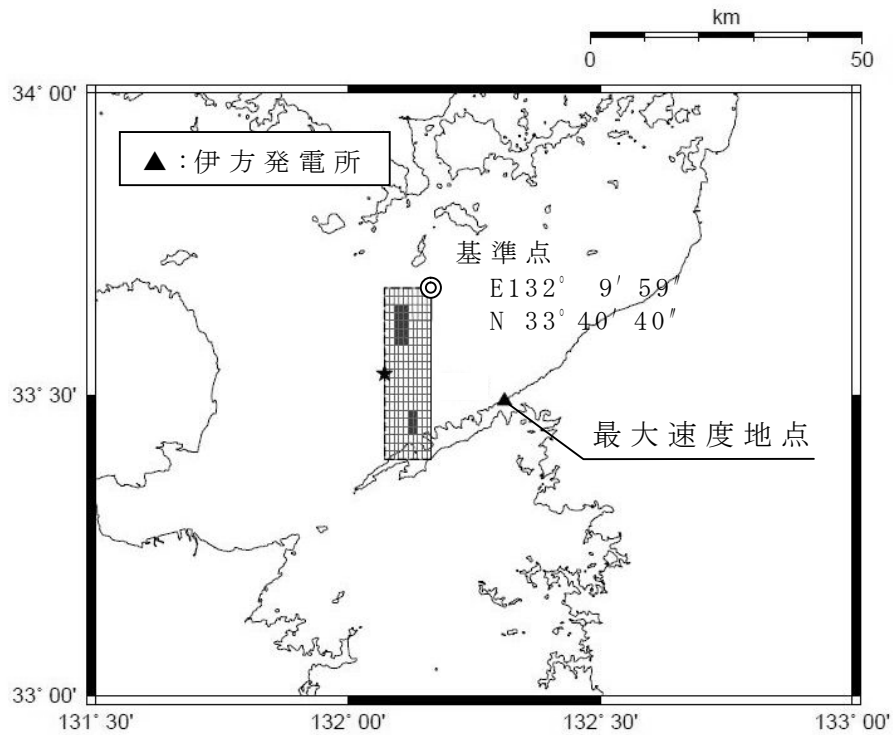 km
0 50
34° 00'
▲:伊方発電所
基準点
E132° 9′ 59″
N 33° 40′ 40″
33° 30'
最大速度地点
33° 00'
131° 30' 132° 00' 132° 30' 133° 00'